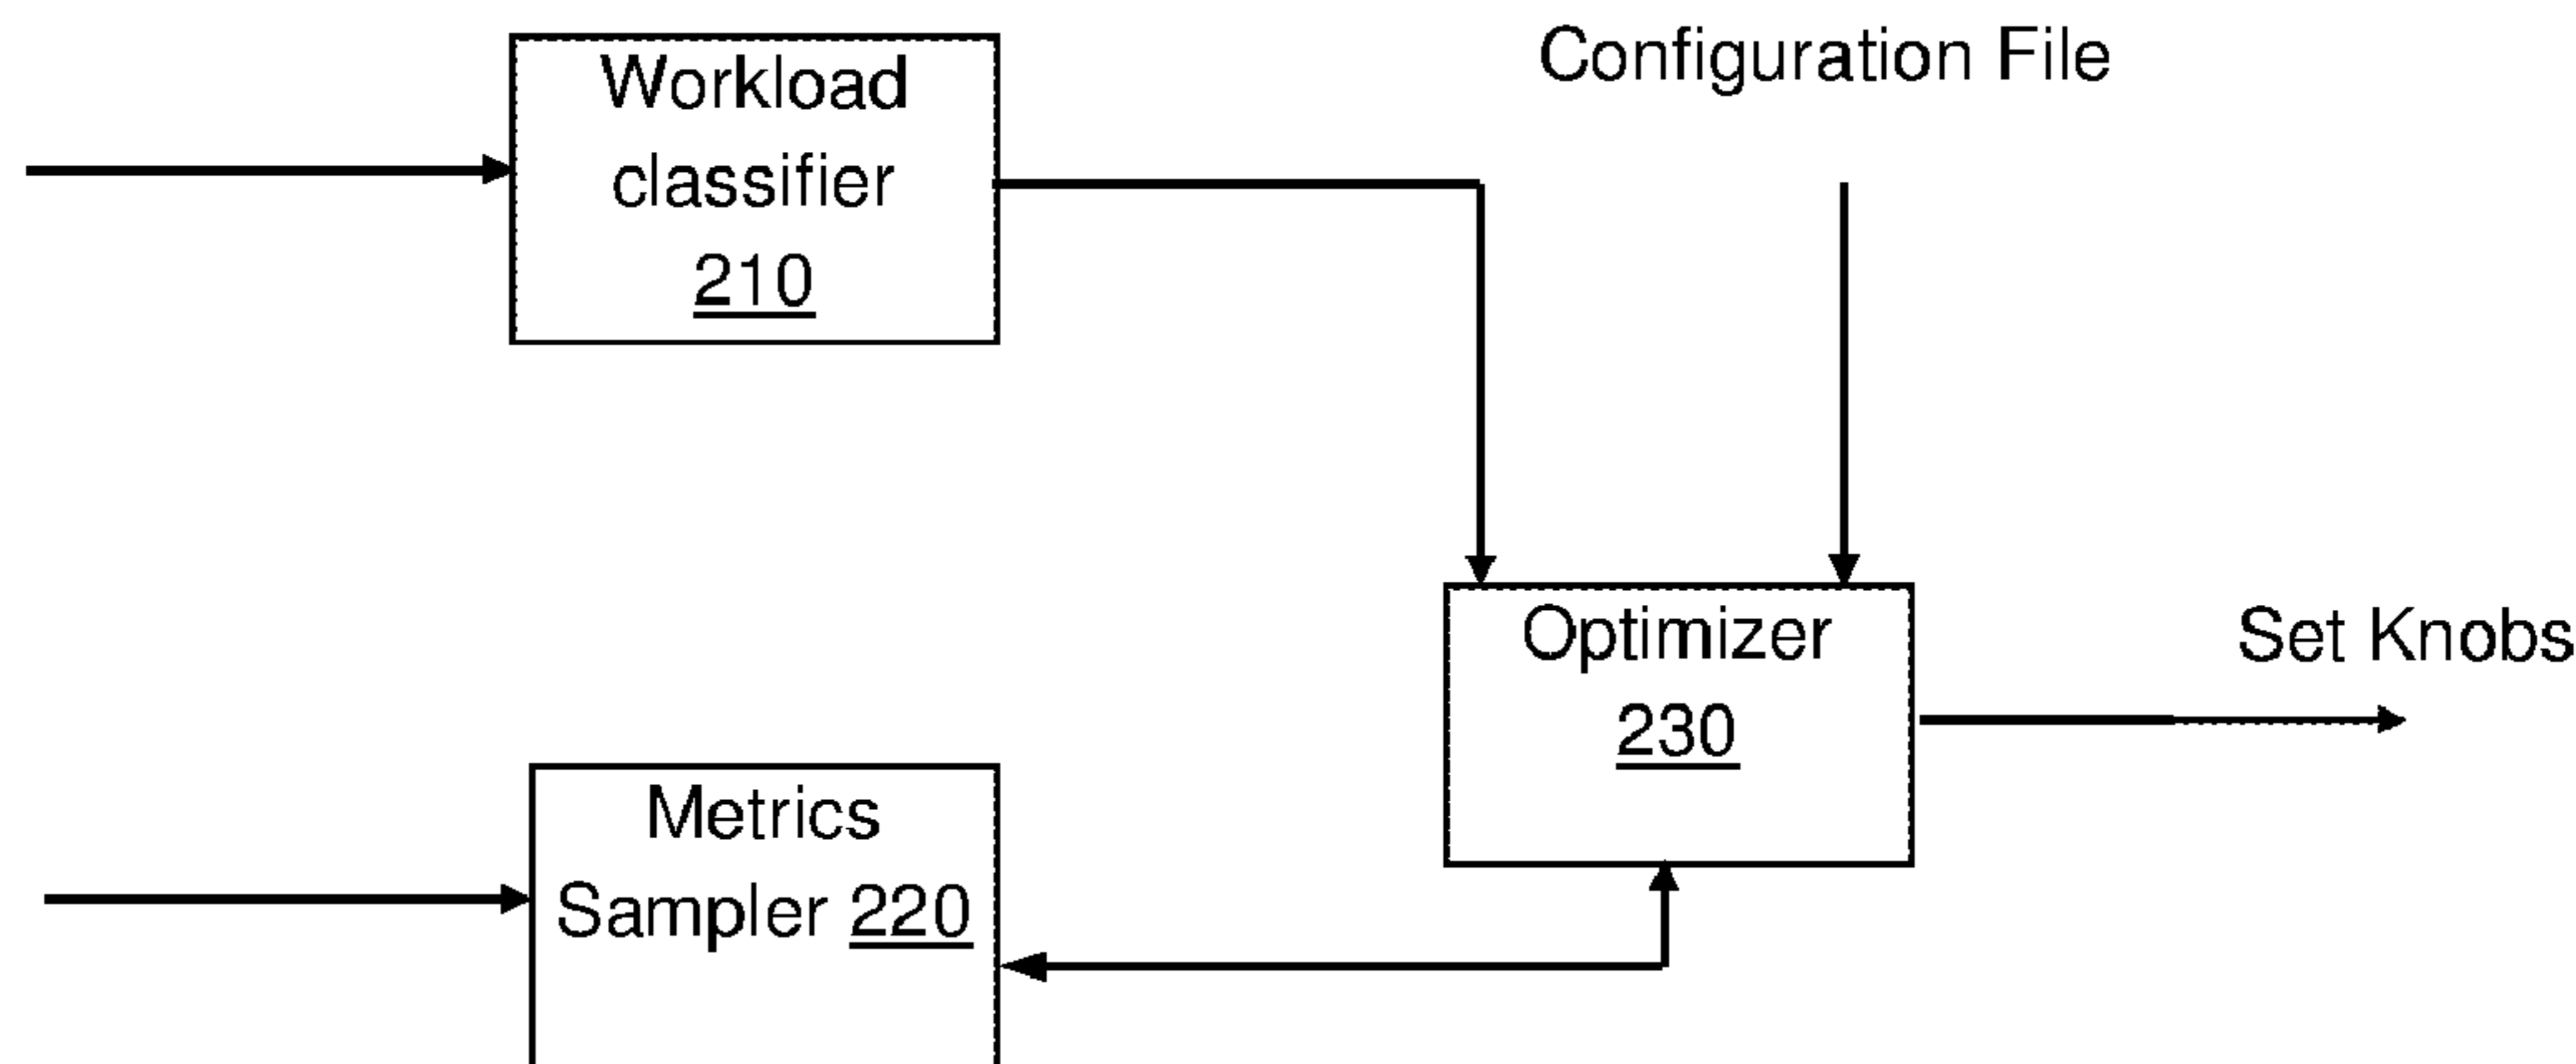 Workload
classifier
210
Configuration File
Optimizer
230
Set Knobs
Metrics
Sampler 220